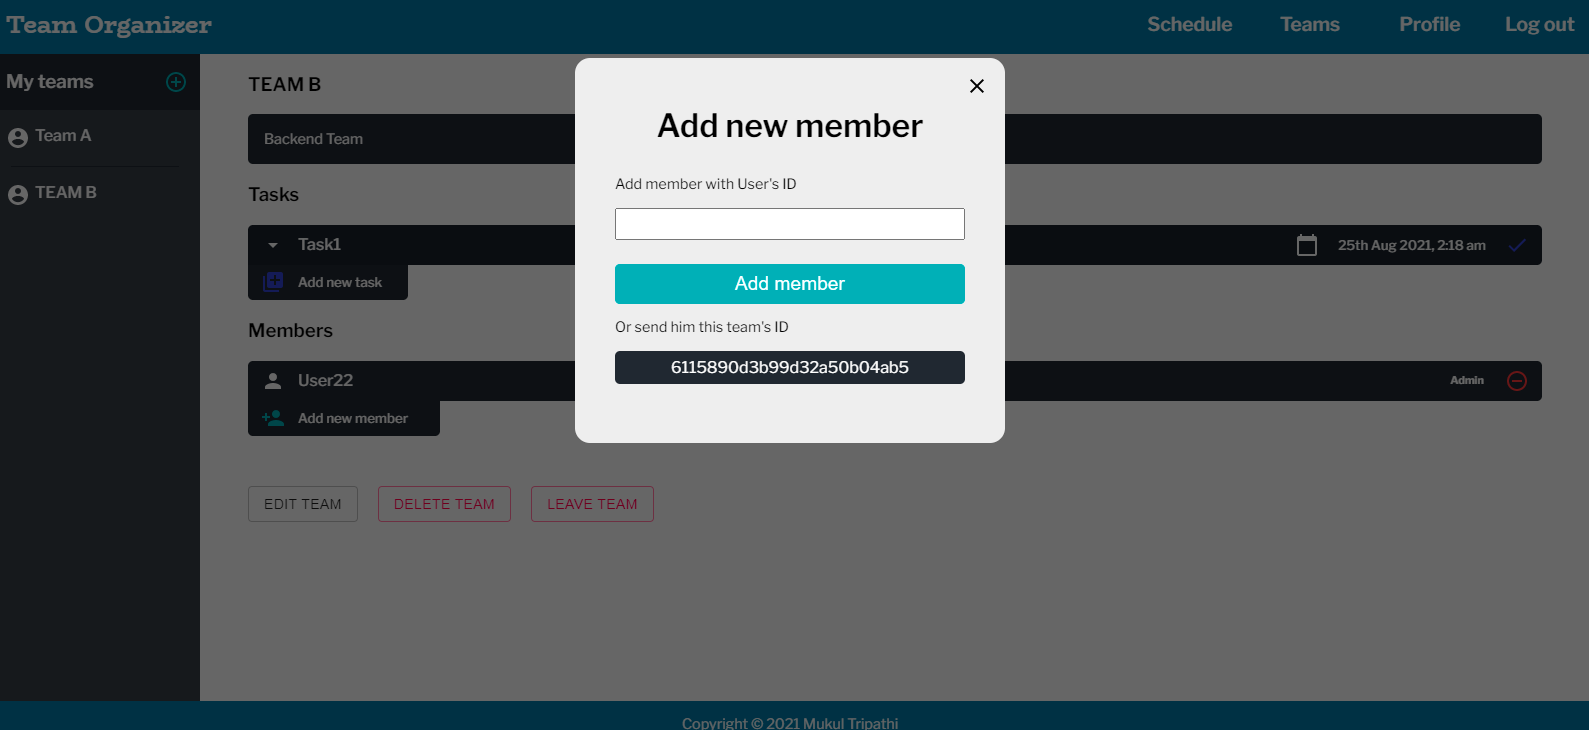 Team Organizer
Schedule
Teams
Profile
Log out
My teams
Team A
TEAM B
TEAM B
Backend Team
Tasks
Task1
25th Aug 2021, 2:18 am
Add new task
Members
User22
Admin
Add new member
EDIT TEAM
DELETE TEAM
LEAVE TEAM
Add new member
Add member with User's ID
Add member
Or send him this team's ID
6115890d3b99d32a50b04ab5
Copyright © 2021 Mukul Tripathi